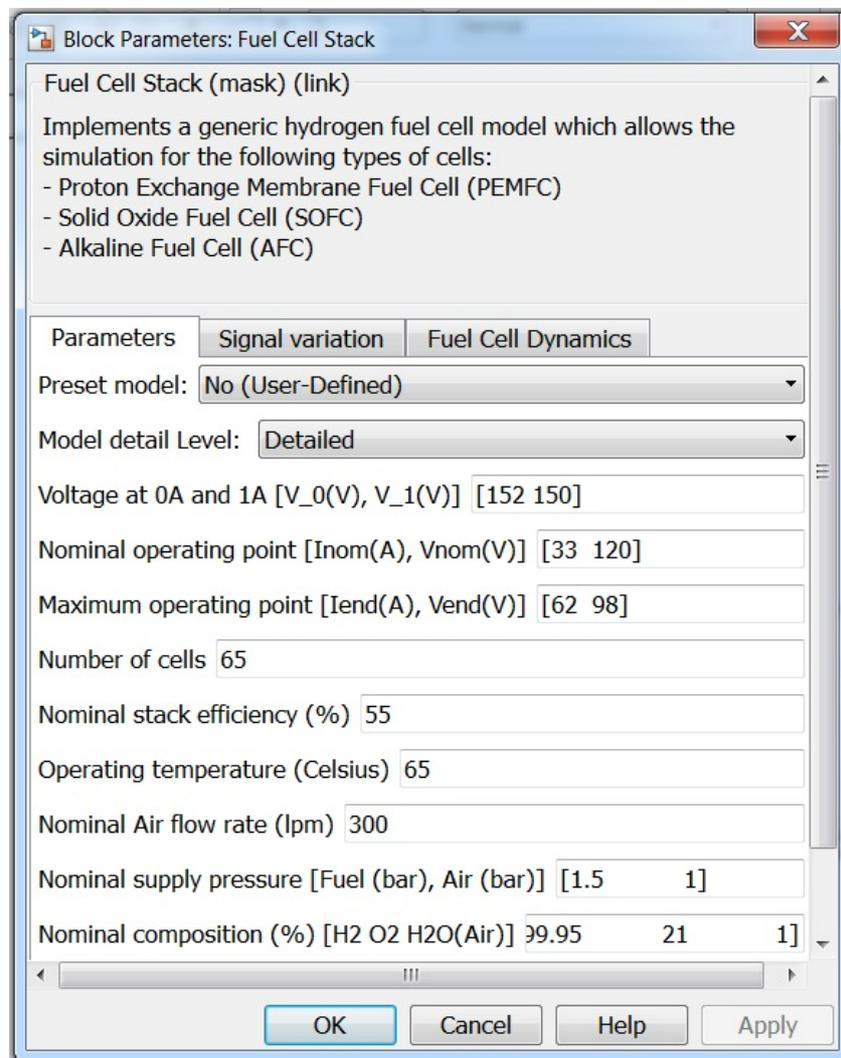 Block Parameters: Fuel Cell Stack
Fuel Cell Stack (mask) (link)
Implements a generic hydrogen fuel cell model which allows the
simulation for the following types of cells:
- Proton Exchange Membrane Fuel Cell (PEMFC)
- Solid Oxide Fuel Cell (SOFC)
- Alkaline Fuel Cell (AFC)
Parameters Signal variation Fuel Cell Dynamics
Preset model: No (User-Defined)
Model detail Level: Detailed
Voltage at 0A and 1A [V_0(V), V_1(V)] [152 150]
Nominal operating point [Inom(A), Vnom(V)] [33 120]
Maximum operating point [Iend(A), Vend(V)] [62 98]
Number of cells 65
Nominal stack efficiency (%) 55
Operating temperature (Celsius) 65
Nominal Air flow rate (lpm) 300
Nominal supply pressure [Fuel (bar), Air (bar)] [1.5 1]
Nominal composition (%) [H2 O2 H2O(Air)] 99.95 21 1]
OK Cancel Help Apply